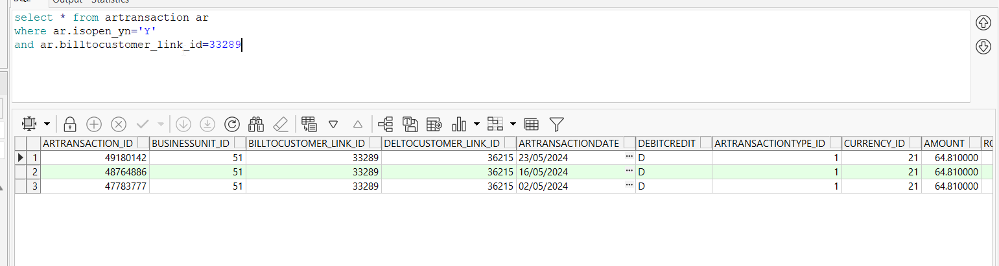 Output Statistics
select * from artransaction ar
where ar.isopen_yn='Y'
and ar.billtocustomer_link_id=33289
ARTRANSACTION_ID BUSINESSUNIT_ID BILLTOCUSTOMER_LINK_ID DELTOCUSTOMER_LINK_ID ARTRANSACTIONDATE DEBITCREDIT ARTRANSACTIONTYPE_ID CURRENCY_ID AMOUNT
1 49180142 51 33289 36215 23/05/2024 ... D 1 21 64.810000
2 48764886 51 33289 36215 16/05/2024 ... D 1 21 64.810000
3 47783777 51 33289 36215 02/05/2024 ... D 1 21 64.810000